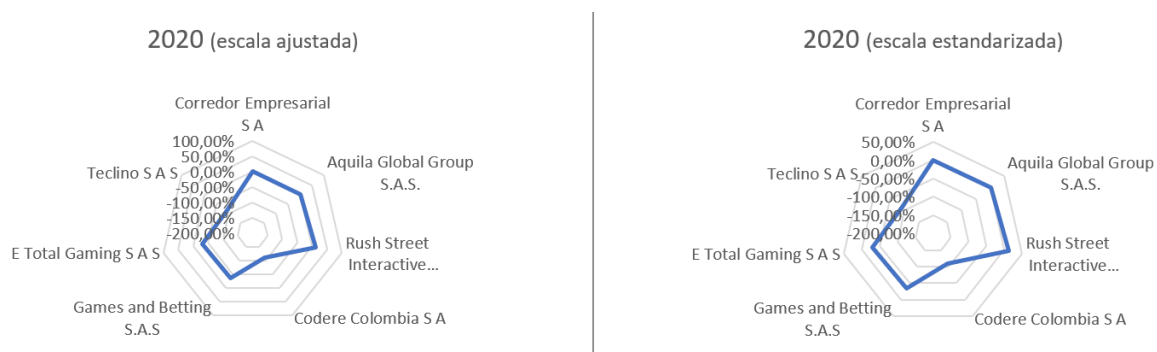 2020 (escala ajustada)
Corredor Empresarial
S A
100,00%
50,00%
0,00%
-50,00%
-100,00%
-150,00%
-200,00%
Aquila Global Group
S.A.S.
Rush Street
Interactive…
Codere Colombia S A
Games and Betting
S.A.S
E Total Gaming S A S
Teclino S A S
2020 (escala estandarizada)
Corredor Empresarial
S A
50,00%
0,00%
-50,00%
-100,00%
-150,00%
-200,00%
Aquila Global Group
S.A.S.
Rush Street
Interactive…
Codere Colombia S A
Games and Betting
S.A.S
E Total Gaming S A S
Teclino S A S